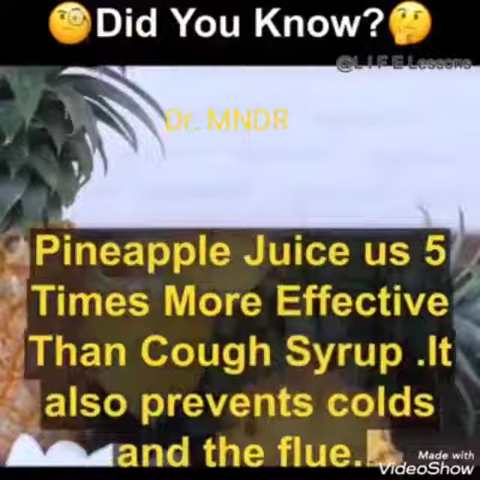 🧐Did You Know?🤔
@L I F E Lessons
Dr. MNDR
Pineapple Juice us 5
Times More Effective
Than Cough Syrup .It
also prevents colds
and the flue.
Made with
VideoShow